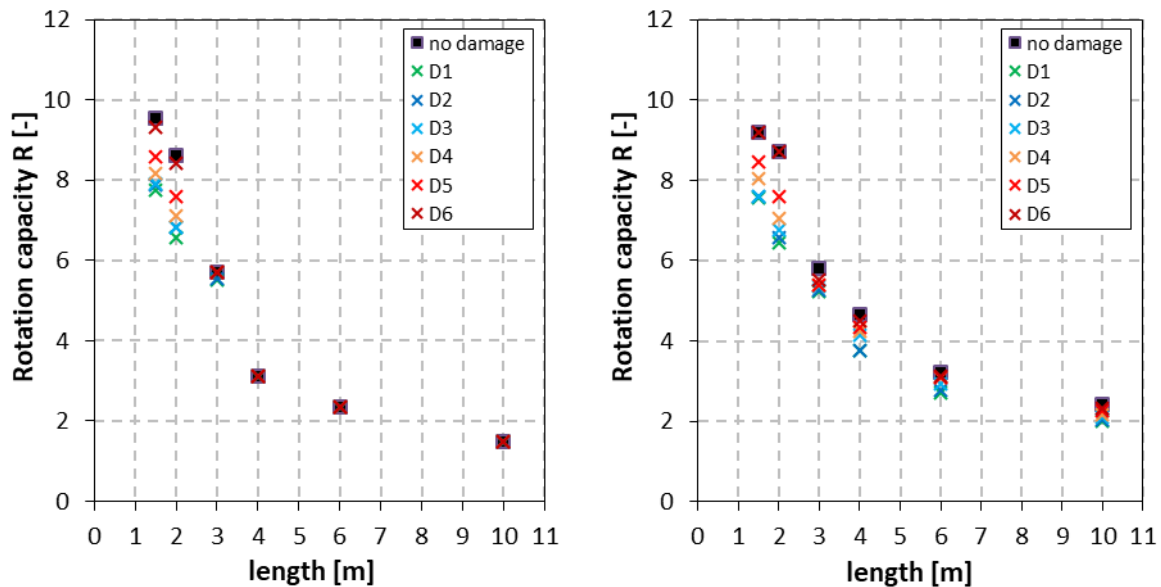 Rotation capacity R [-]
12
10
8
6
4
2
0
no damage
D1
D2
D3
D4
D5
D6
0 1 2 3 4 5 6 7 8 9 10 11
length [m]
Rotation capacity R [-]
12
10
8
6
4
2
0
no damage
D1
D2
D3
D4
D5
D6
0 1 2 3 4 5 6 7 8 9 10 11
length [m]